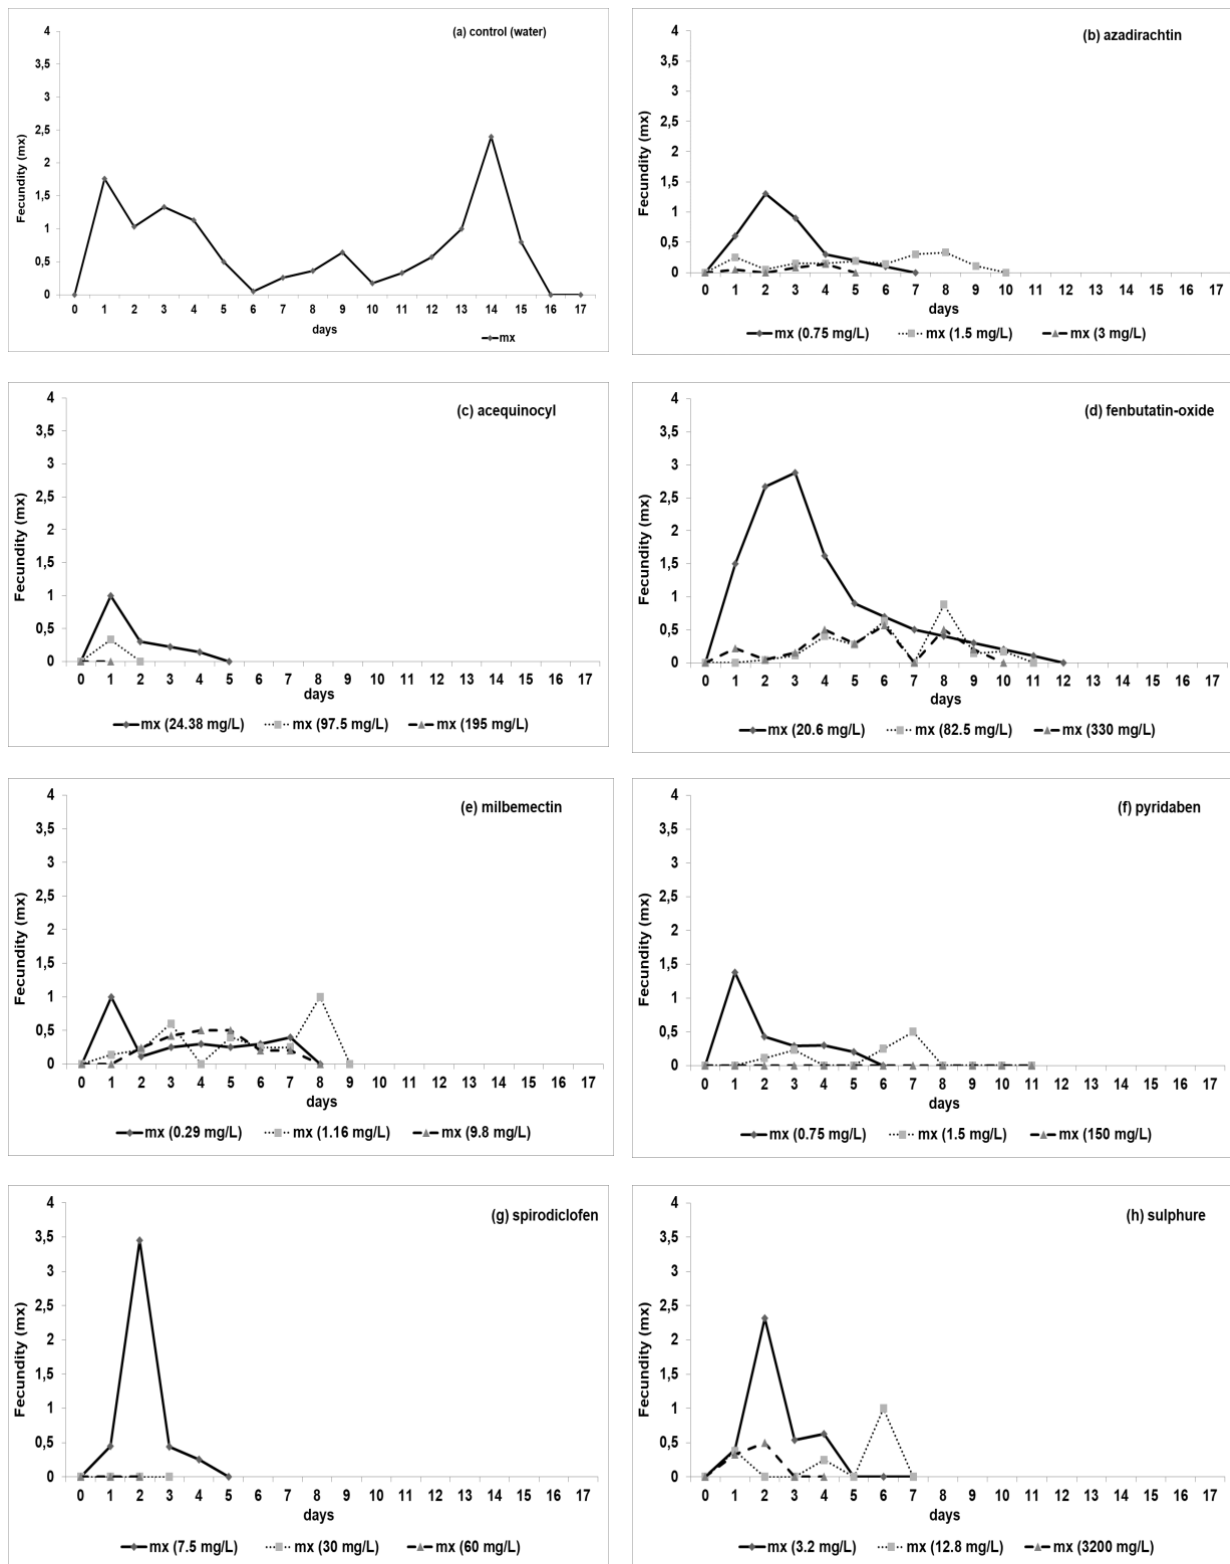 (a) control (water)
Fecundity (mx)
4
3,5
3
2,5
2
1,5
1
0,5
0
0 1 2 3 4 5 6 7 8 9 10 11 12 13 14 15 16 17
days
mx
(b) azadirachtin
Fecundity (mx)
4
3,5
3
2,5
2
1,5
1
0,5
0
0 1 2 3 4 5 6 7 8 9 10 11 12 13 14 15 16 17
days
mx (0.75 mg/L) mx (1.5 mg/L) mx (3 mg/L)
(c) acequinocyl
Fecundity (mx)
4
3,5
3
2,5
2
1,5
1
0,5
0
0 1 2 3 4 5 6 7 8 9 10 11 12 13 14 15 16 17
days
mx (24.38 mg/L) mx (97.5 mg/L) mx (195 mg/L)
(d) fenbutatin-oxide
Fecundity (mx)
4
3,5
3
2,5
2
1,5
1
0,5
0
0 1 2 3 4 5 6 7 8 9 10 11 12 13 14 15 16 17
days
mx (20.6 mg/L) mx (82.5 mg/L) mx (330 mg/L)
(e) milbemectin
Fecundity (mx)
4
3,5
3
2,5
2
1,5
1
0,5
0
0 1 2 3 4 5 6 7 8 9 10 11 12 13 14 15 16 17
days
mx (0.29 mg/L) mx (1.16 mg/L) mx (9.8 mg/L)
(f) pyridaben
Fecundity (mx)
4
3,5
3
2,5
2
1,5
1
0,5
0
0 1 2 3 4 5 6 7 8 9 10 11 12 13 14 15 16 17
days
mx (0.75 mg/L) mx (1.5 mg/L) mx (150 mg/L)
(g) spirodiclofen
Fecundity (mx)
4
3,5
3
2,5
2
1,5
1
0,5
0
0 1 2 3 4 5 6 7 8 9 10 11 12 13 14 15 16 17
days
mx (7.5 mg/L) mx (30 mg/L) mx (60 mg/L)
(h) sulphure
Fecundity (mx)
4
3,5
3
2,5
2
1,5
1
0,5
0
0 1 2 3 4 5 6 7 8 9 10 11 12 13 14 15 16 17
days
mx (3.2 mg/L) mx (12.8 mg/L) mx (3200 mg/L)